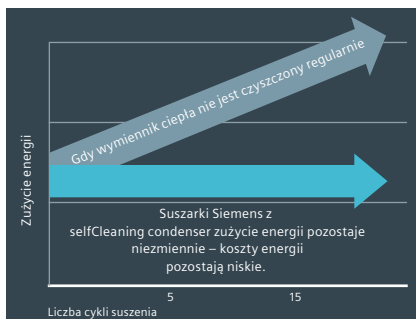 Zużycie energii
Gdy wymiennik ciepła nie jest czyszczony regularnie
Suszarki Siemens z
selfCleaning condenser zużycie energii pozostaje
niezmiennie – koszty energii
pozostają niskie.
5 15
Liczba cykli suszenia